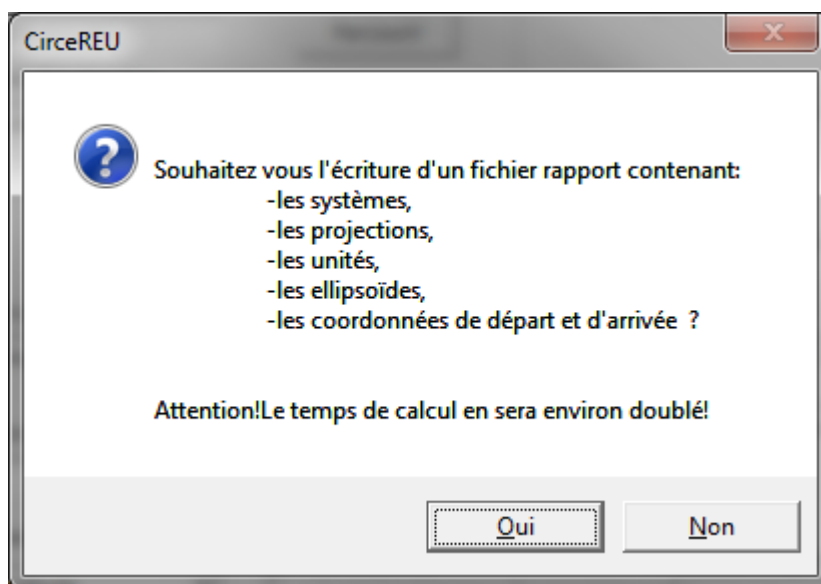 CirceREU
Souhaitez vous l'écriture d'un fichier rapport contenant:
-les systèmes,
-les projections,
-les unités,
-les ellipsoïdes,
-les coordonnées de départ et d'arrivée ?
Attention!Le temps de calcul en sera environ doublé!
Oui
Non